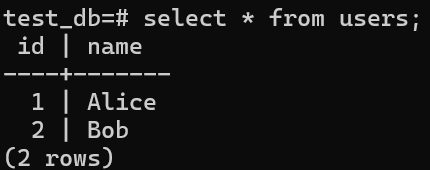 test_db=# select * from users;
 id | name
----+-------
  1 | Alice
  2 | Bob
(2 rows)